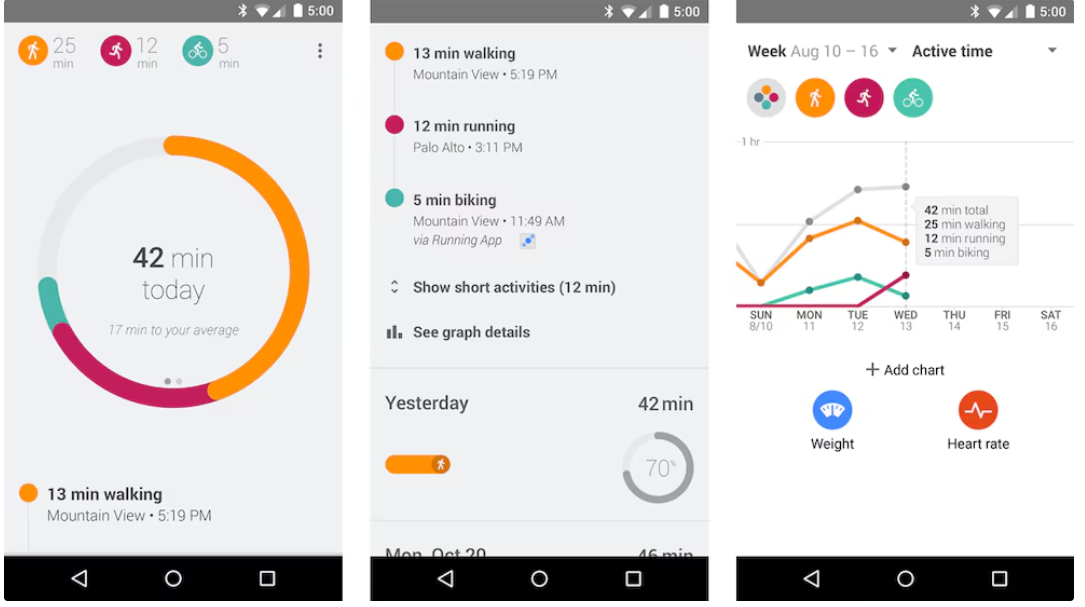 5:00
25
min
12
min
5
min
42 min
today
17 min to your average
13 min walking
Mountain View • 5:19 PM
5:00
13 min walking
Mountain View • 5:19 PM
12 min running
Palo Alto • 3:11 PM
5 min biking
Mountain View • 11:49 AM
via Running App
Show short activities (12 min)
See graph details
Yesterday 42 min
70%
Mon, Oct 20 46 min
5:00
Week Aug 10 – 16 Active time
1 hr
42 min total
25 min walking
12 min running
5 min biking
SUN MON TUE WED THU FRI SAT
8/10 11 12 13 14 15 16
+ Add chart
Weight Heart rate